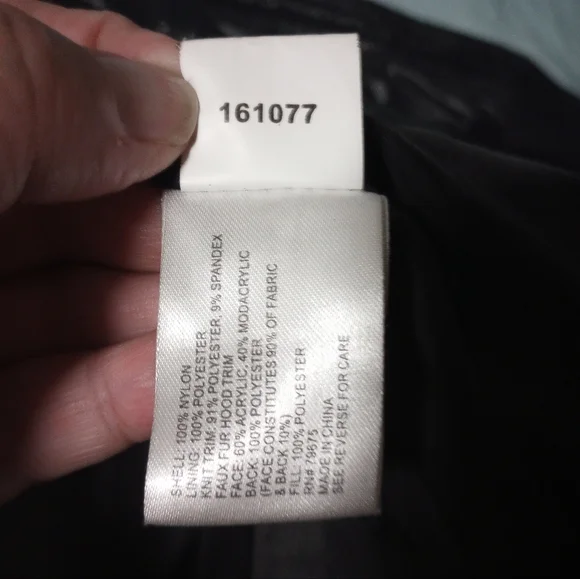 161077
SHELL: 100% NYLON
LINING: 100% POLYESTER
KNIT TRIM: 91% POLYESTER, 9% SPANDEX
FAUX FUR HOOD TRIM
FACE: 60% ACRYLIC, 40% MODACRYLIC
BACK: 100% POLYESTER
(FACE CONSTITUTES 90% OF FABRIC
& BACK 10%)
FILL: 100% POLYESTER
RN# 79675
MADE IN CHINA
SEE REVERSE FOR CARE